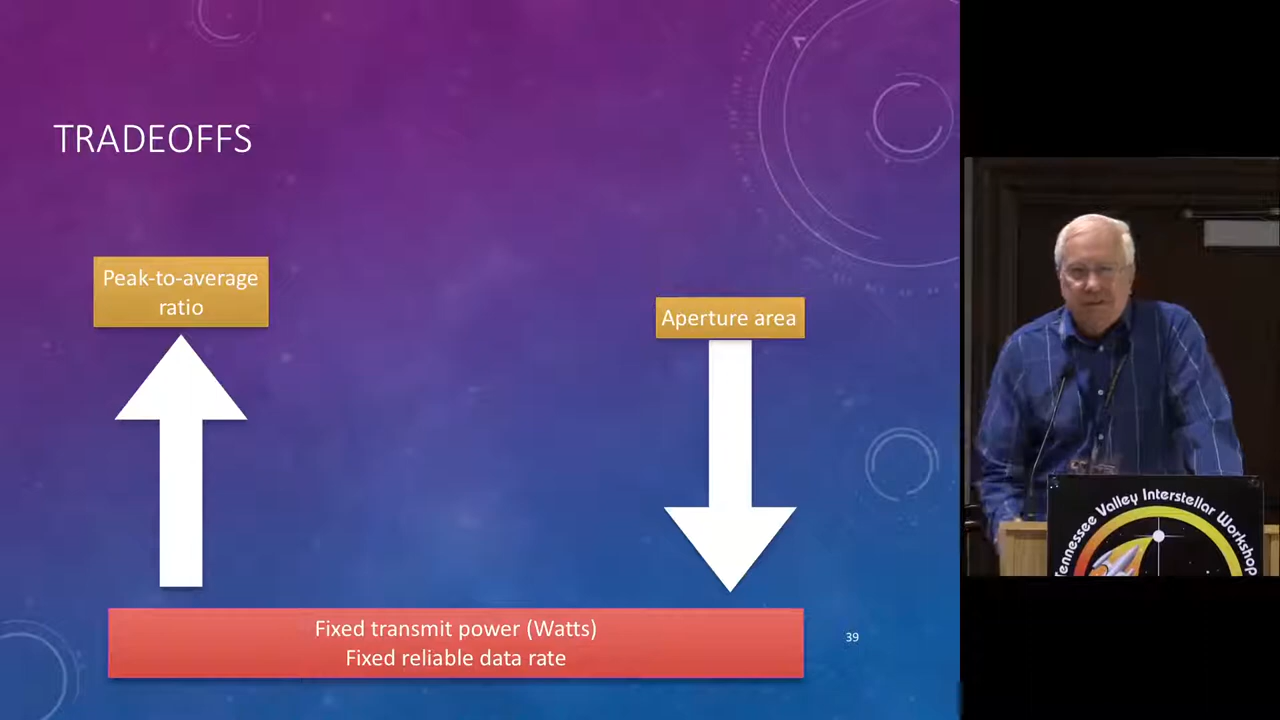 TRADEOFFS
Peak-to-average
ratio
Aperture area
Fixed transmit power (Watts)
Fixed reliable data rate
39
Tennessee Valley Interstellar Workshop